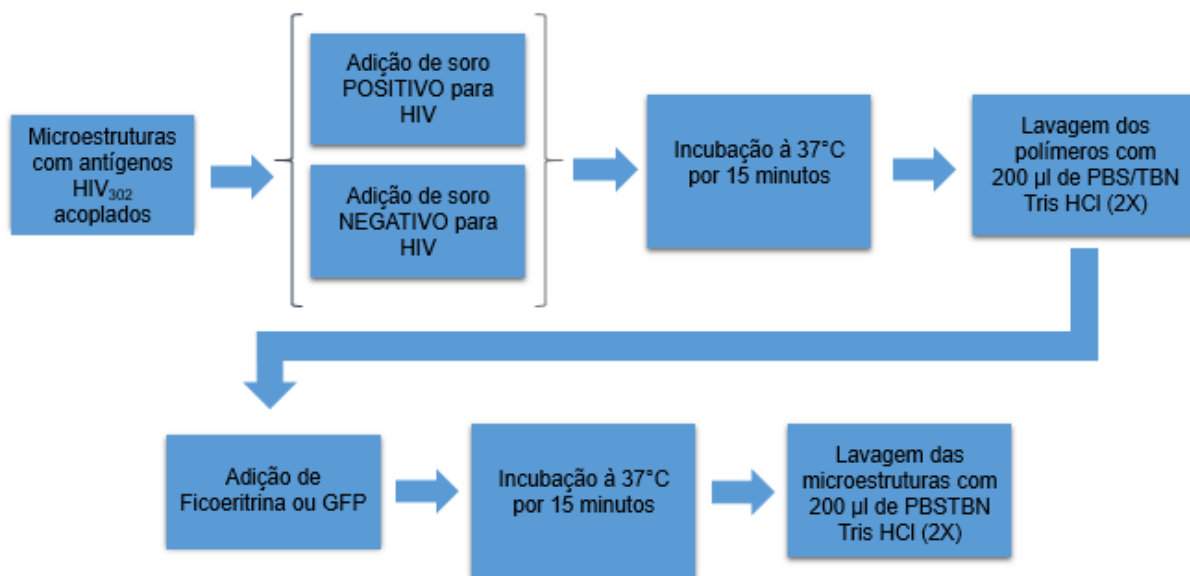 Microestruturas
com antígenos
HIV₃₀₂
acoplados
Adição de soro
POSITIVO para
HIV
Adição de soro
NEGATIVO para
HIV
Incubação à 37°C
por 15 minutos
Lavagem dos
polímeros com
200 µl de PBS/TBN
Tris HCl (2X)
Adição de
Ficoeritrina ou GFP
Incubação à 37°C
por 15 minutos
Lavagem das
microestruturas com
200 µl de PBSTBN
Tris HCl (2X)